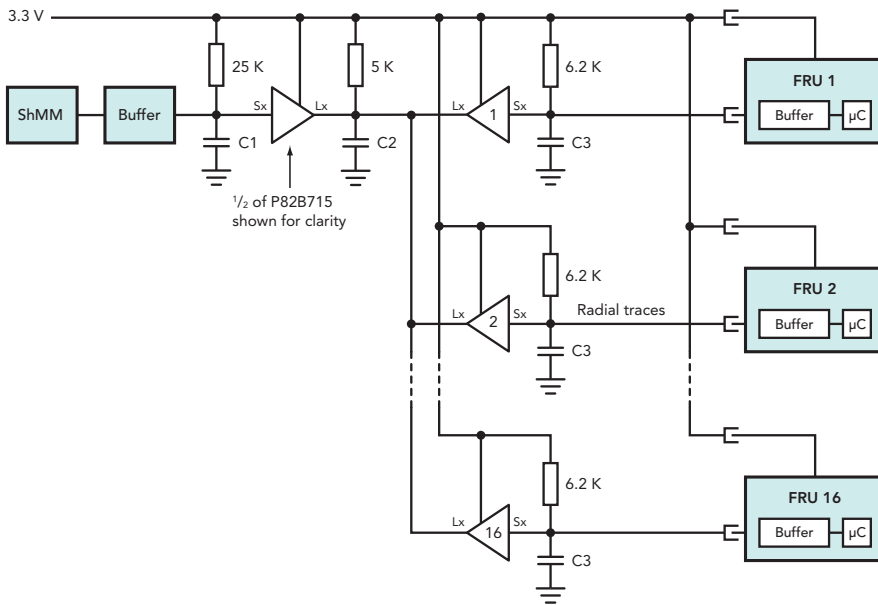 3.3 V
25 K
5 K
6.2 K
FRU 1
ShMM
Buffer
Sx
Lx
Lx
1
Sx
Buffer
µC
C1
C2
C3
1/2 of P82B715
shown for clarity
6.2 K
FRU 2
Lx
2
Sx
Radial traces
Buffer
µC
C3
6.2 K
FRU 16
Lx
16
Sx
Buffer
µC
C3